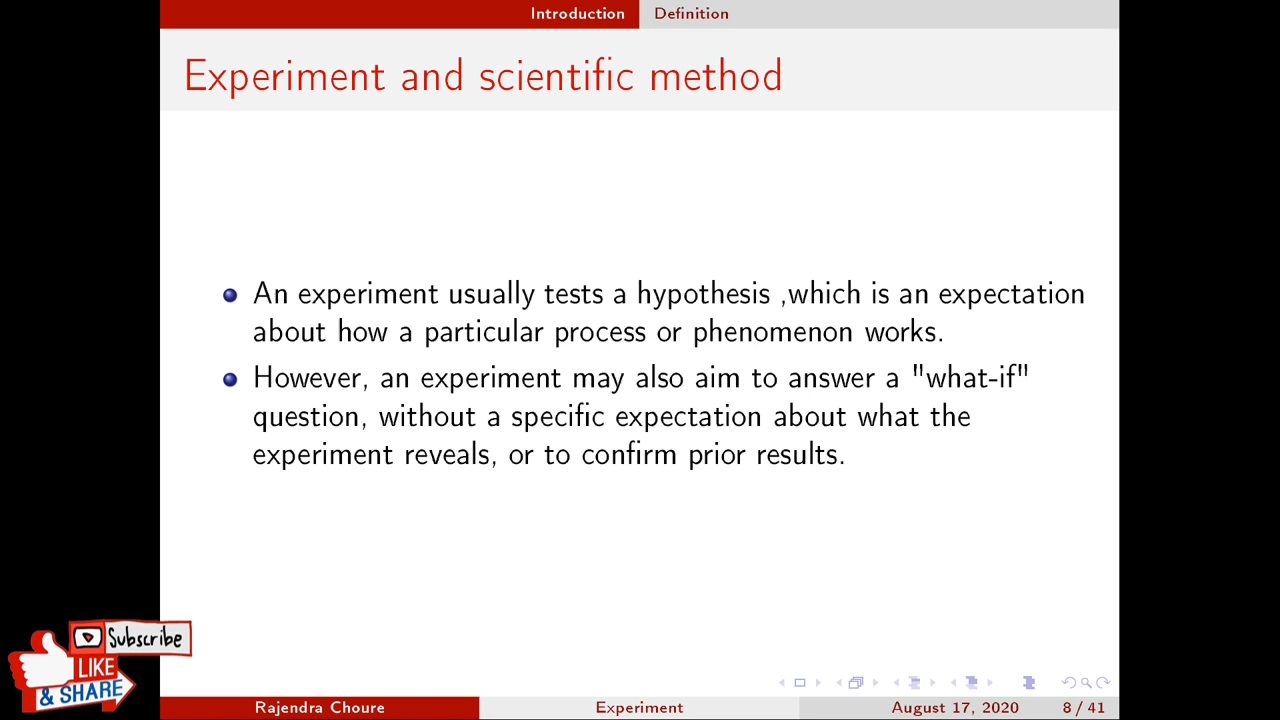 Introduction Definition
Experiment and scientific method
An experiment usually tests a hypothesis ,which is an expectation
about how a particular process or phenomenon works.
However, an experiment may also aim to answer a "what-if"
question, without a specific expectation about what the
experiment reveals, or to confirm prior results.
Subscribe
LIKE
& SHARE
Rajendra Choure Experiment August 17, 2020 8 / 41